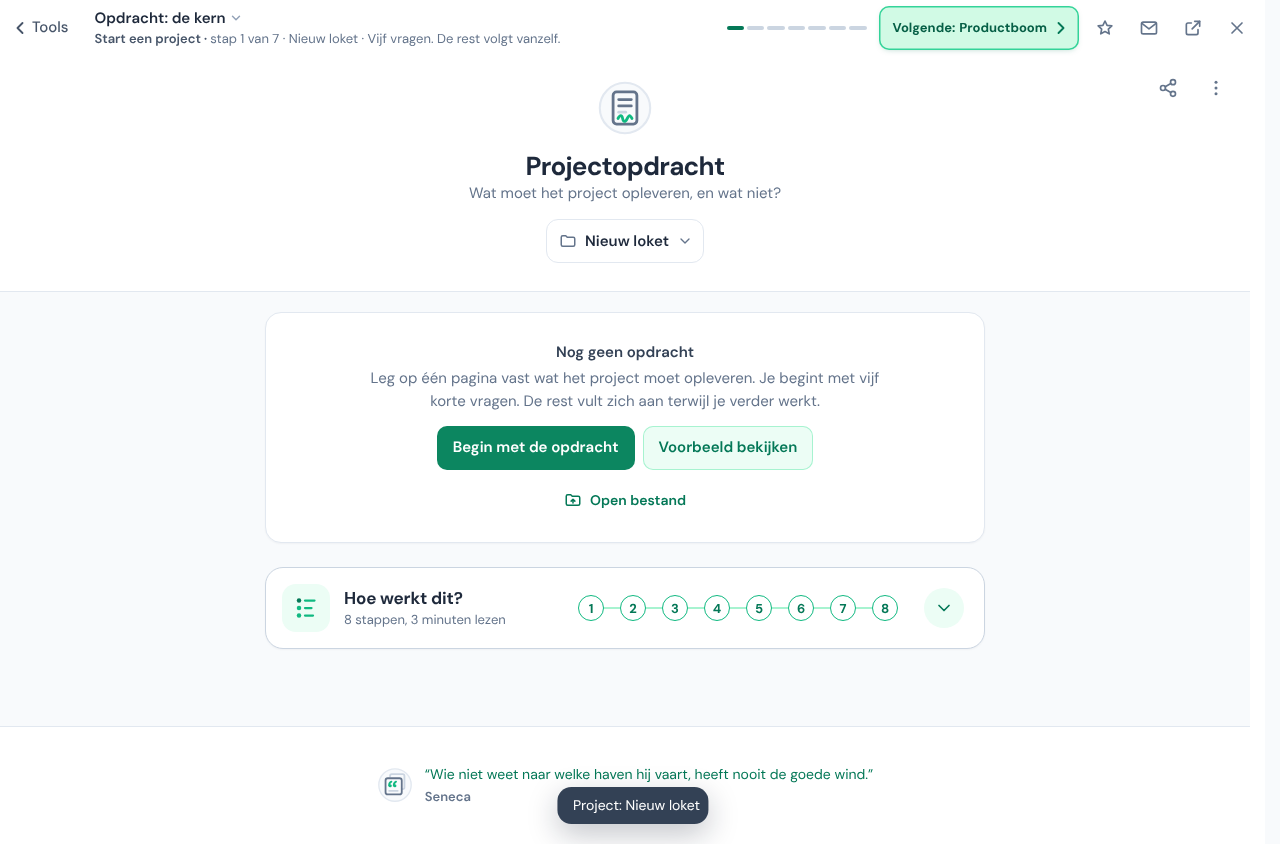 Tools
Opdracht: de kern
Start een project · stap 1 van 7 · Nieuw loket · Vijf vragen. De rest volgt vanzelf.
Volgende: Productboom
Projectopdracht
Wat moet het project opleveren, en wat niet?
Nieuw loket
Nog geen opdracht
Leg op één pagina vast wat het project moet opleveren. Je begint met vijf
korte vragen. De rest vult zich aan terwijl je verder werkt.
Begin met de opdracht
Voorbeeld bekijken
Open bestand
Hoe werkt dit?
8 stappen, 3 minuten lezen
1 2 3 4 5 6 7 8
“Wie niet weet naar welke haven hij vaart, heeft nooit de goede wind.”
Seneca
Project: Nieuw loket